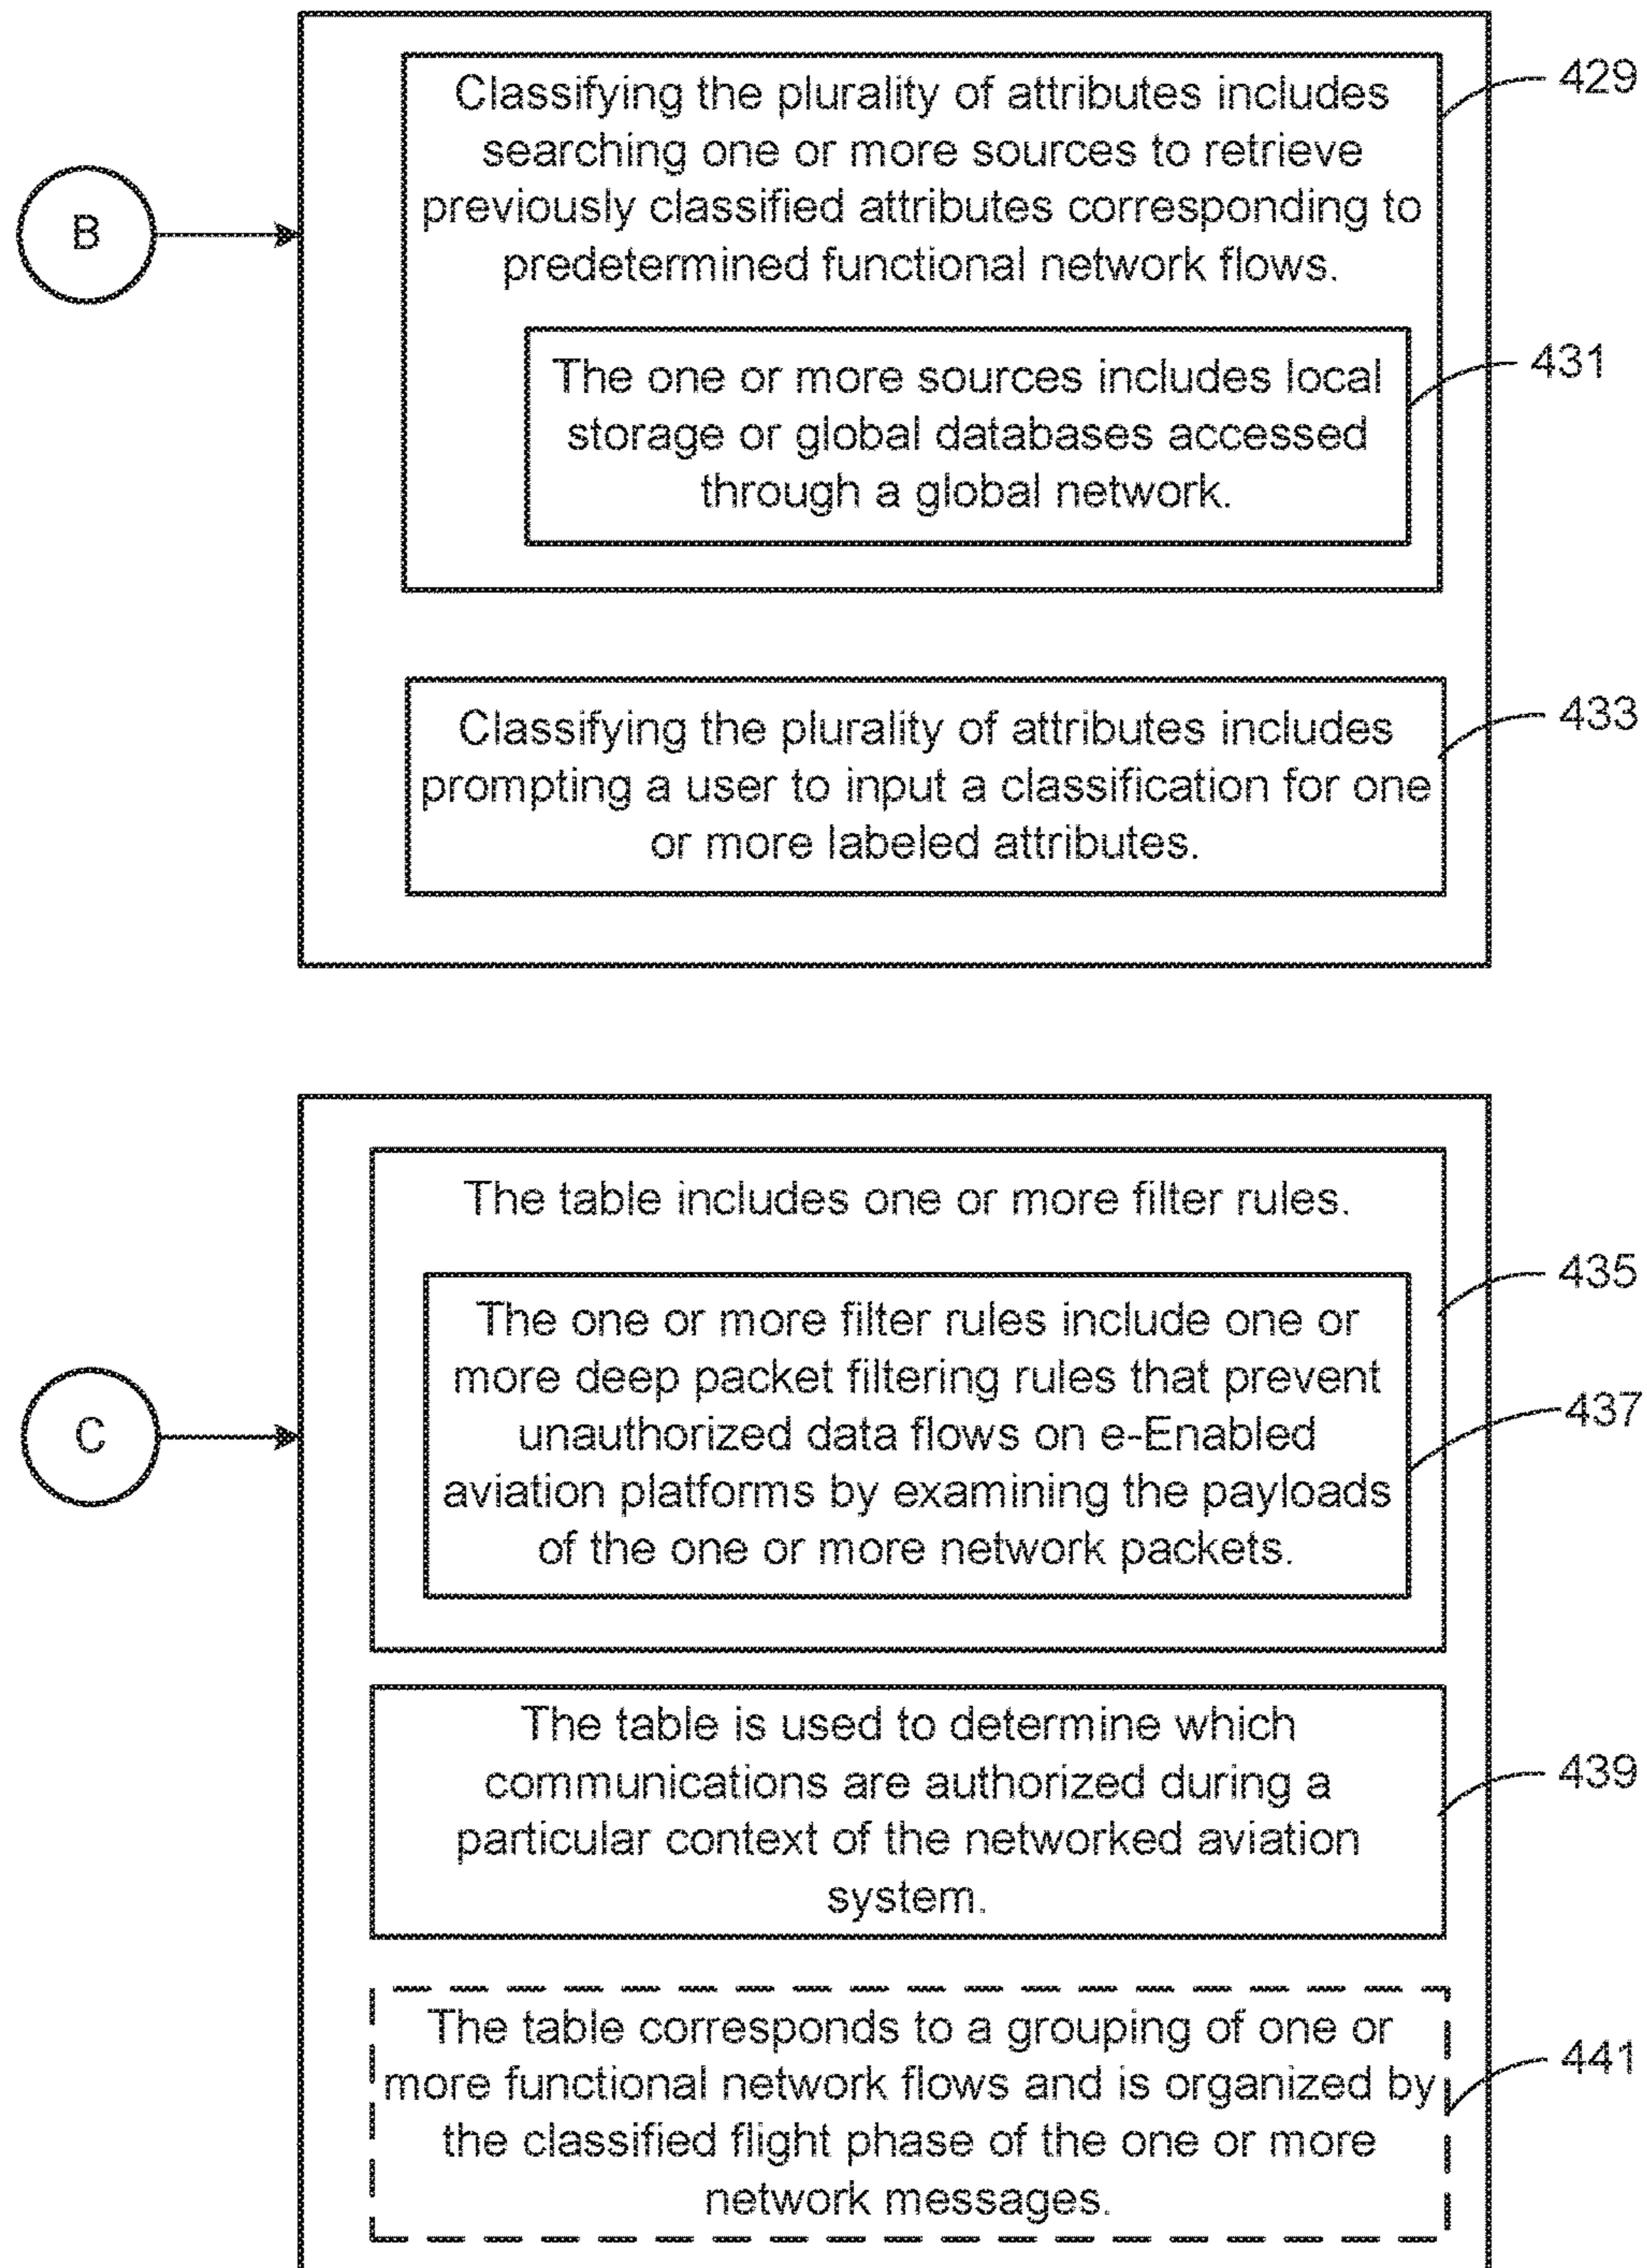 Classifying the plurality of attributes includes
searching one or more sources to retrieve
previously classified attributes corresponding to
predetermined functional network flows.
429
B
The one or more sources includes local
storage or global databases accessed
through a global network.
431
Classifying the plurality of attributes includes
prompting a user to input a classification for one
or more labeled attributes.
433
The table includes one or more filter rules.
435
The one or more filter rules include one or
more deep packet filtering rules that prevent
unauthorized data flows on e-Enabled
aviation platforms by examining the payloads
of the one or more network packets.
437
C
The table is used to determine which
communications are authorized during a
particular context of the networked aviation
system.
439
The table corresponds to a grouping of one or
more functional network flows and is organized by
the classified flight phase of the one or more
network messages.
441